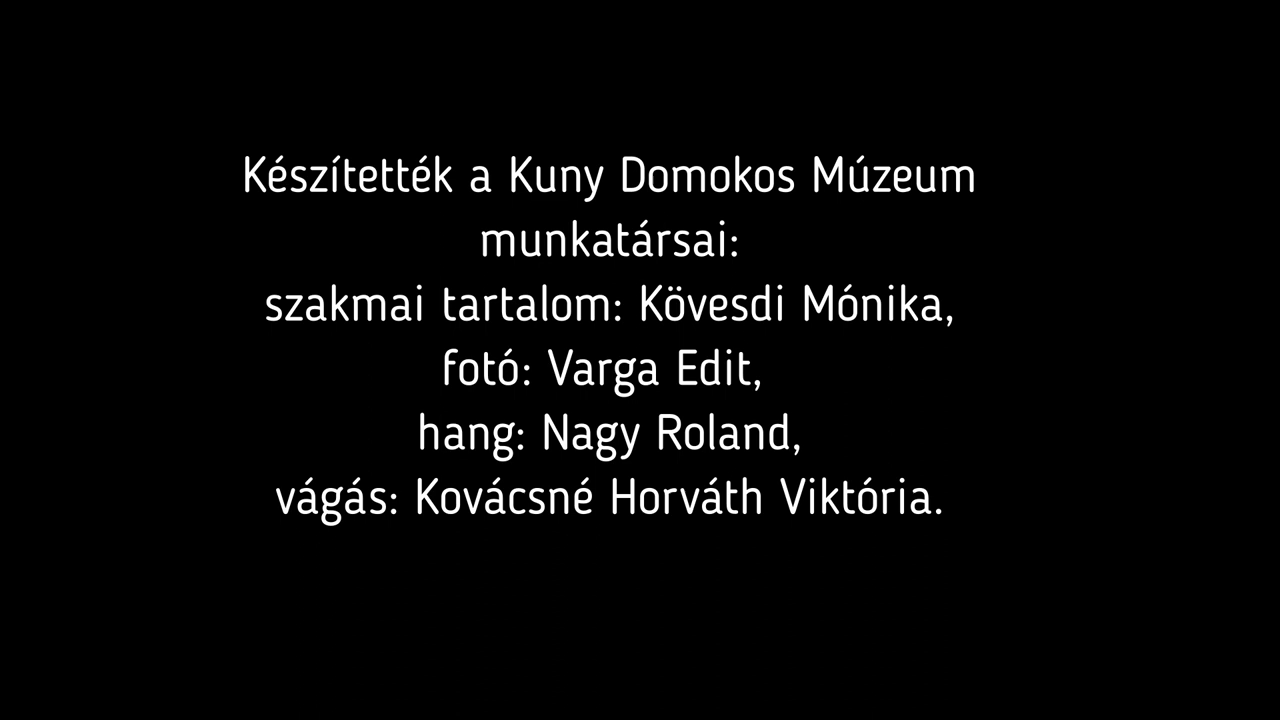 Készítették a Kuny Domokos Múzeum
munkatársai:
szakmai tartalom: Kövesdi Mónika,
fotó: Varga Edit,
hang: Nagy Roland,
vágás: Kovácsné Horváth Viktória.